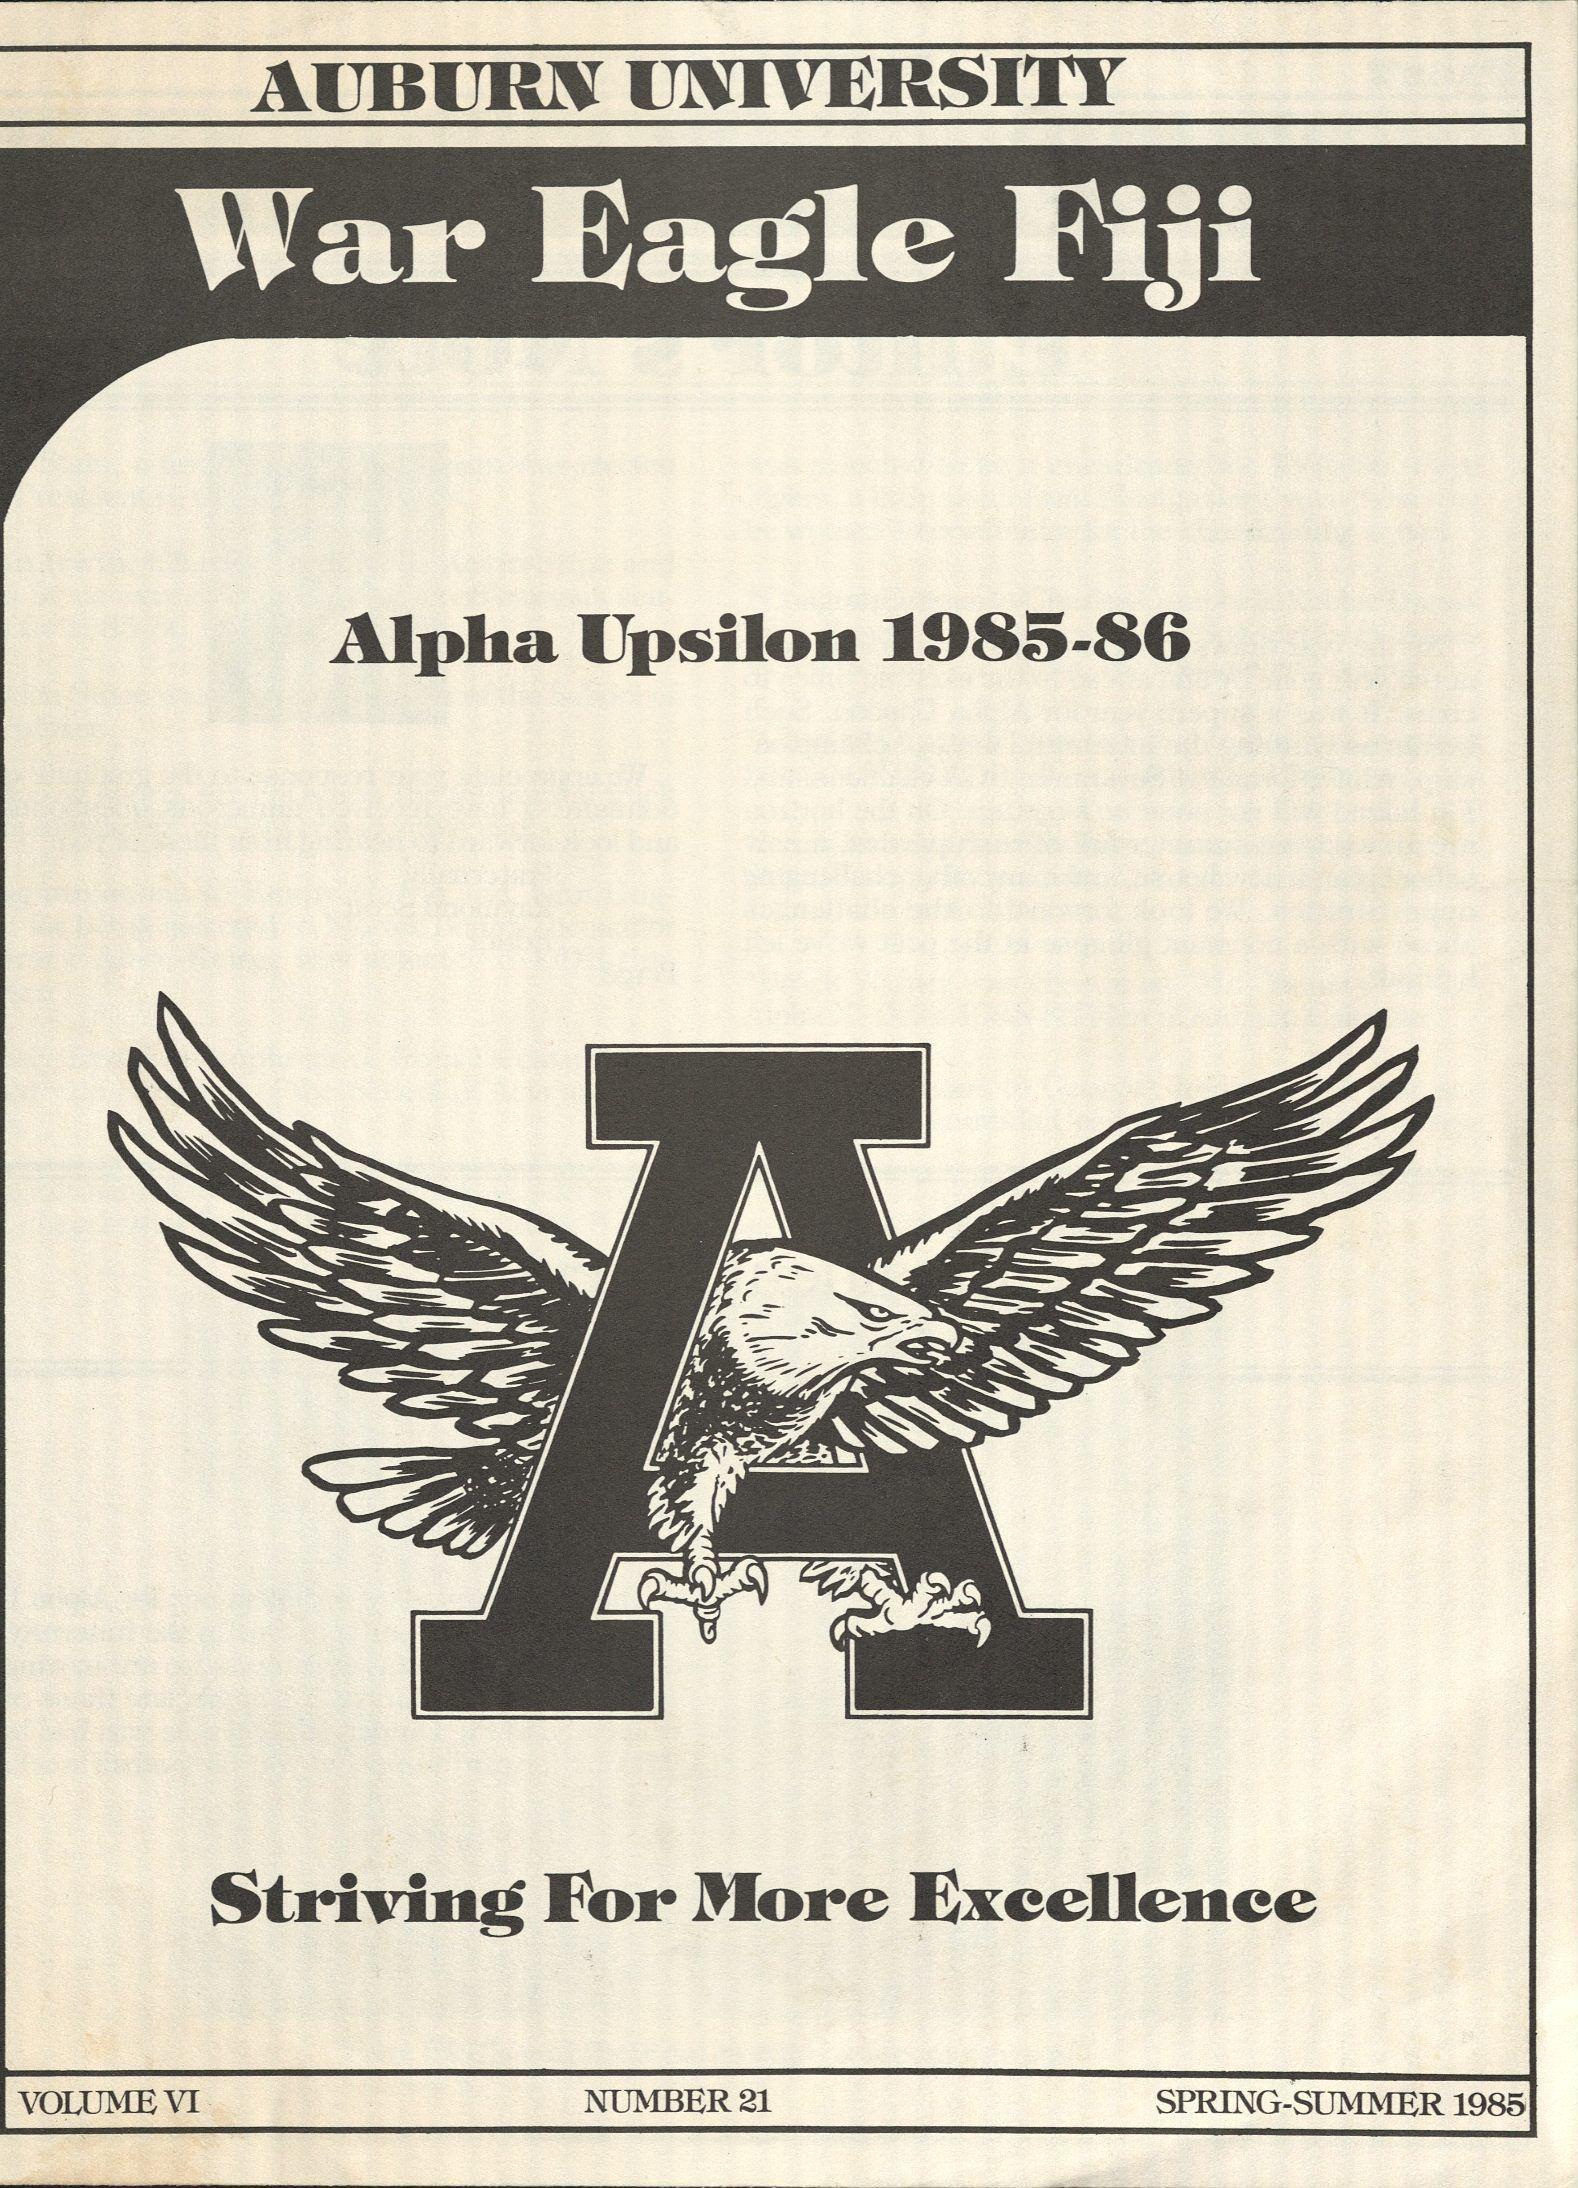 AUBURN UNIVERSITY
War Eagle Fiji
Alpha Upsilon 1985-86
A
Striving For More Excellence
VOLUME VI
NUMBER 21
SPRING-SUMMER 1985